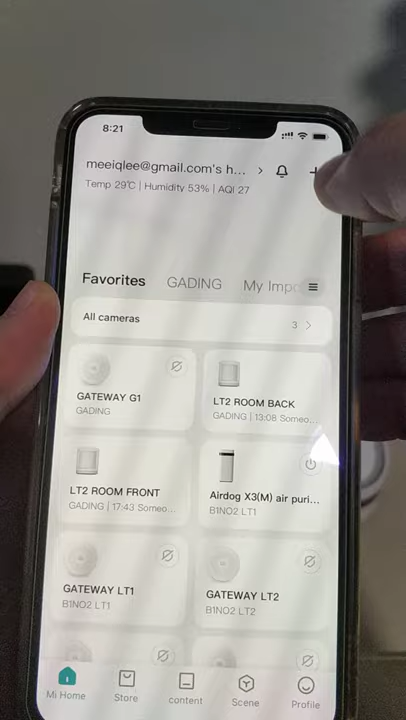 8:21
meeiqlee@gmail.com's h...
Temp 29℃ | Humidity 53% | AQI 27
Favorites GADING My Impo
All cameras 3
GATEWAY G1
GADING
LT2 ROOM BACK
GADING | 13:08 Someo...
LT2 ROOM FRONT
GADING | 17:43 Someo...
Airdog X3(M) air puri...
B1NO2 LT1
GATEWAY LT1
B1NO2 LT1
GATEWAY LT2
B1NO2 LT2
Mi Home Store content Scene Profile